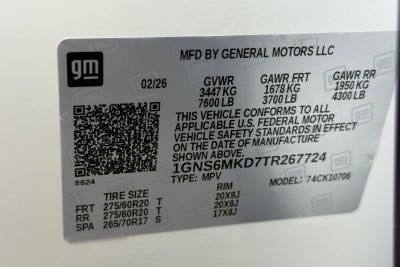 gm
MFD BY GENERAL MOTORS LLC
02/26 GVWR GAWR FRT GAWR RR
3447 KG 1678 KG 1950 KG
7600 LB 3700 LB 4300 LB
THIS VEHICLE CONFORMS TO ALL
APPLICABLE U.S. FEDERAL MOTOR
VEHICLE SAFETY STANDARDS IN EFFECT
ON THE DATE OF MANUFACTURE
SHOWN ABOVE.
1GNS6MKD7TR267724
8624 TYPE: MPV MODEL: 74CK10706
TIRE SIZE RIM
FRT 275/60R20 T 20X9J
RR 275/60R20 T 20X9J
SPA 265/70R17 S 17X8J